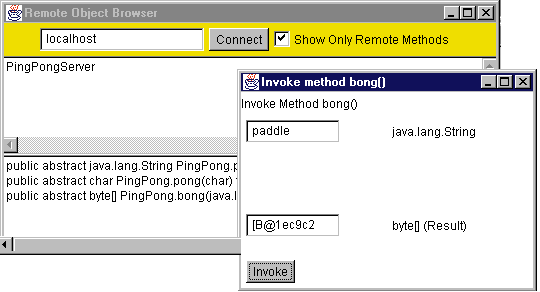 Remote Object Browser
localhost Connect Show Only Remote Methods
PingPongServer
public abstract java.lang.String PingPong.p
public abstract char PingPong.pong(char)
public abstract byte[] PingPong.bong(java.l
Invoke method bong()
Invoke Method bong()
paddle java.lang.String
[B@1ec9c2 byte[] (Result)
Invoke